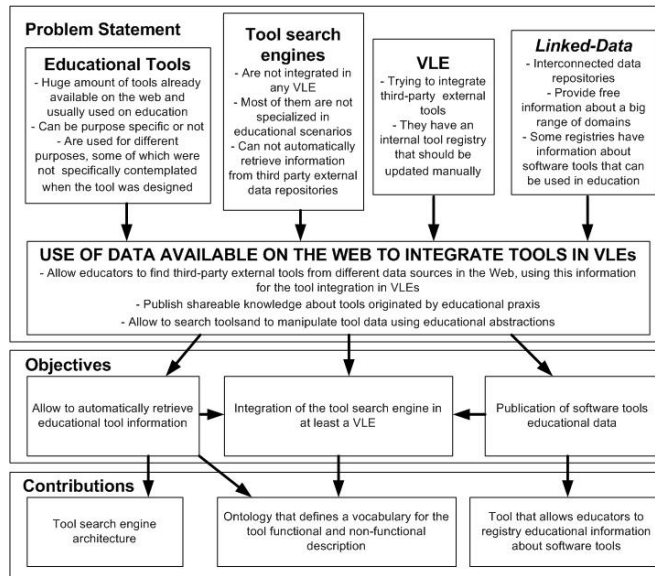 Problem Statement
Educational Tools
- Huge amount of tools already
available on the web and
usually used on education
- Can be purpose specific or not
- Are used for different
purposes, some of which were
not specifically contemplated
when the tool was designed
Tool search
engines
- Are not integrated in
any VLE
- Most of them are not
specialized in
educational scenarios
- Can not automatically
retrieve information
from third party external
data repositories
VLE
- Trying to integrate
third-party external
tools
- They have an
internal tool registry
that should be
updated manually
Linked-Data
- Interconnected data
repositories
- Provide free
information about a big
range of domains
- Some registries have
information about
software tools that can
be used in education
USE OF DATA AVAILABLE ON THE WEB TO INTEGRATE TOOLS IN VLEs
- Allow educators to find third-party external tools from different data sources in the Web, using this information
for the tool integration in VLEs
- Publish shareable knowledge about tools originated by educational praxis
- Allow to search toolsand to manipulate tool data using educational abstractions
Objectives
Allow to automatically retrieve
educational tool information
Integration of the tool search engine in
at least a VLE
Publication of software tools
educational data
Contributions
Tool search engine
architecture
Ontology that defines a vocabulary for the
tool functional and non-functional
description
Tool that allows educators to
registry educational information
about software tools